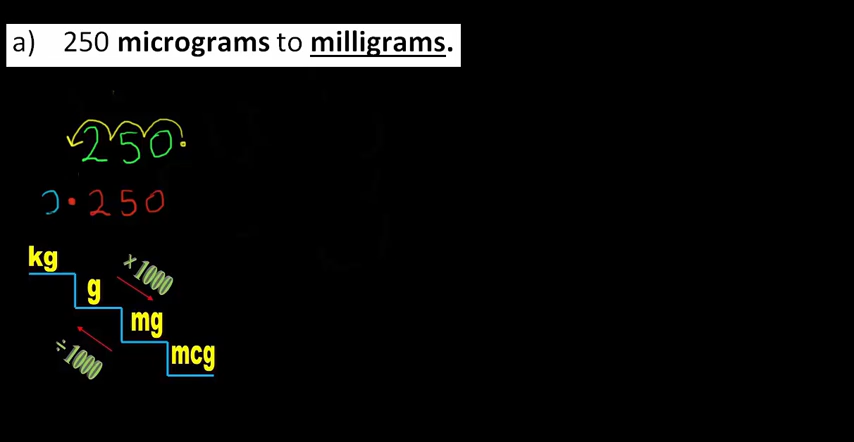 a) 250 micrograms to milligrams.
250.
0.250
kg
x 1000
g
mg
÷ 1000
mcg